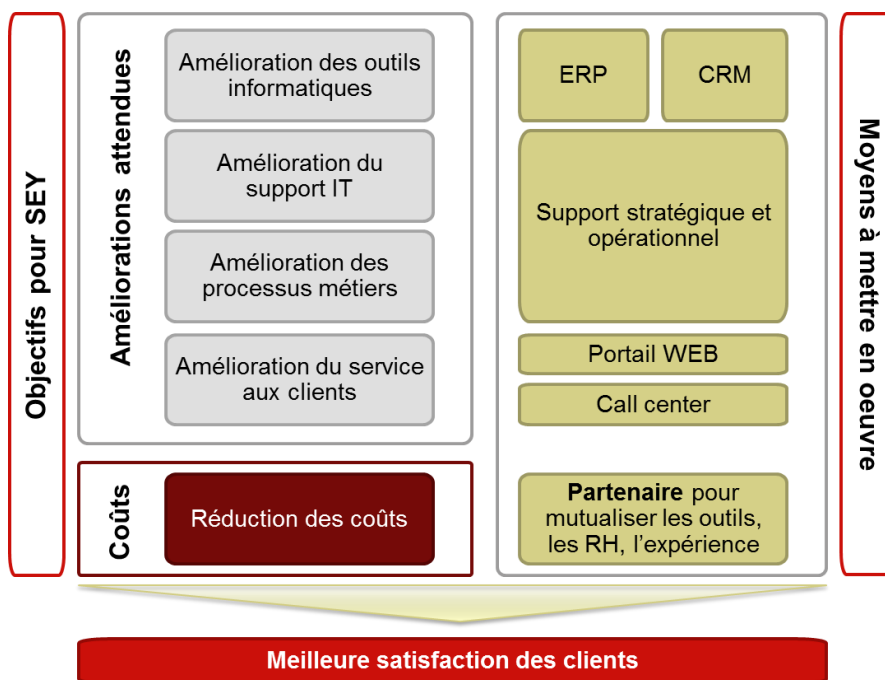 Objectifs pour SEY
Améliorations attendues
Amélioration des outils
informatiques
Amélioration du
support IT
Amélioration des
processus métiers
Amélioration du service
aux clients
Coûts
Réduction des coûts
ERP
CRM
Support stratégique et
opérationnel
Portail WEB
Call center
Partenaire pour
mutualiser les outils,
les RH, l'expérience
Moyens à mettre en oeuvre
Meilleure satisfaction des clients